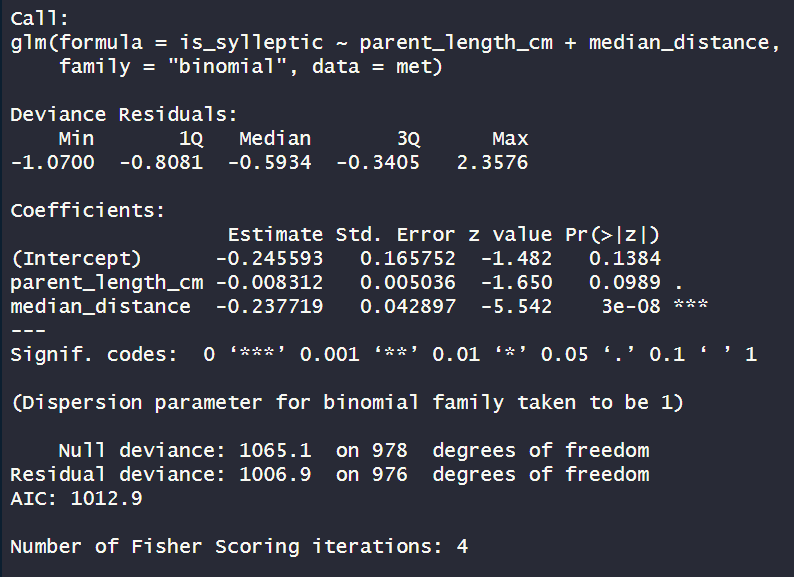 Call:
glm(formula = is_sylleptic ~ parent_length_cm + median_distance,
    family = "binomial", data = met)

Deviance Residuals:
    Min       1Q   Median       3Q      Max
-1.0700  -0.8081  -0.5934  -0.3405   2.3576

Coefficients:
                  Estimate Std. Error z value Pr(>|z|)
(Intercept)      -0.245593   0.165752  -1.482   0.1384
parent_length_cm -0.008312   0.005036  -1.650   0.0989 .
median_distance  -0.237719   0.042897  -5.542    3e-08 ***
---
Signif. codes:  0 ‘***’ 0.001 ‘**’ 0.01 ‘*’ 0.05 ‘.’ 0.1 ‘ ’ 1

(Dispersion parameter for binomial family taken to be 1)

    Null deviance: 1065.1  on 978  degrees of freedom
Residual deviance: 1006.9  on 976  degrees of freedom
AIC: 1012.9

Number of Fisher Scoring iterations: 4